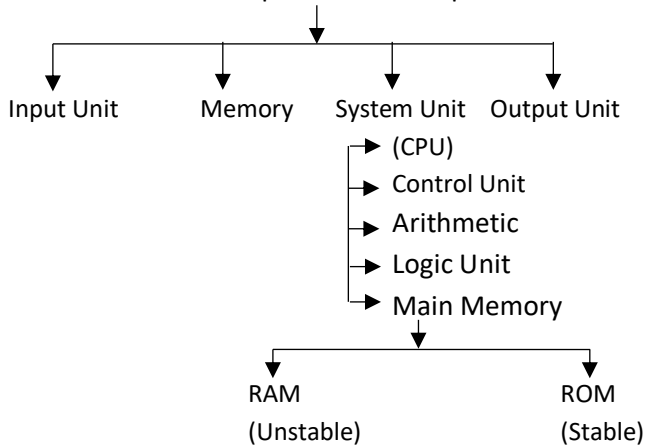 Input Unit Memory System Unit Output Unit
(CPU)
Control Unit
Arithmetic
Logic Unit
Main Memory
RAM ROM
(Unstable) (Stable)